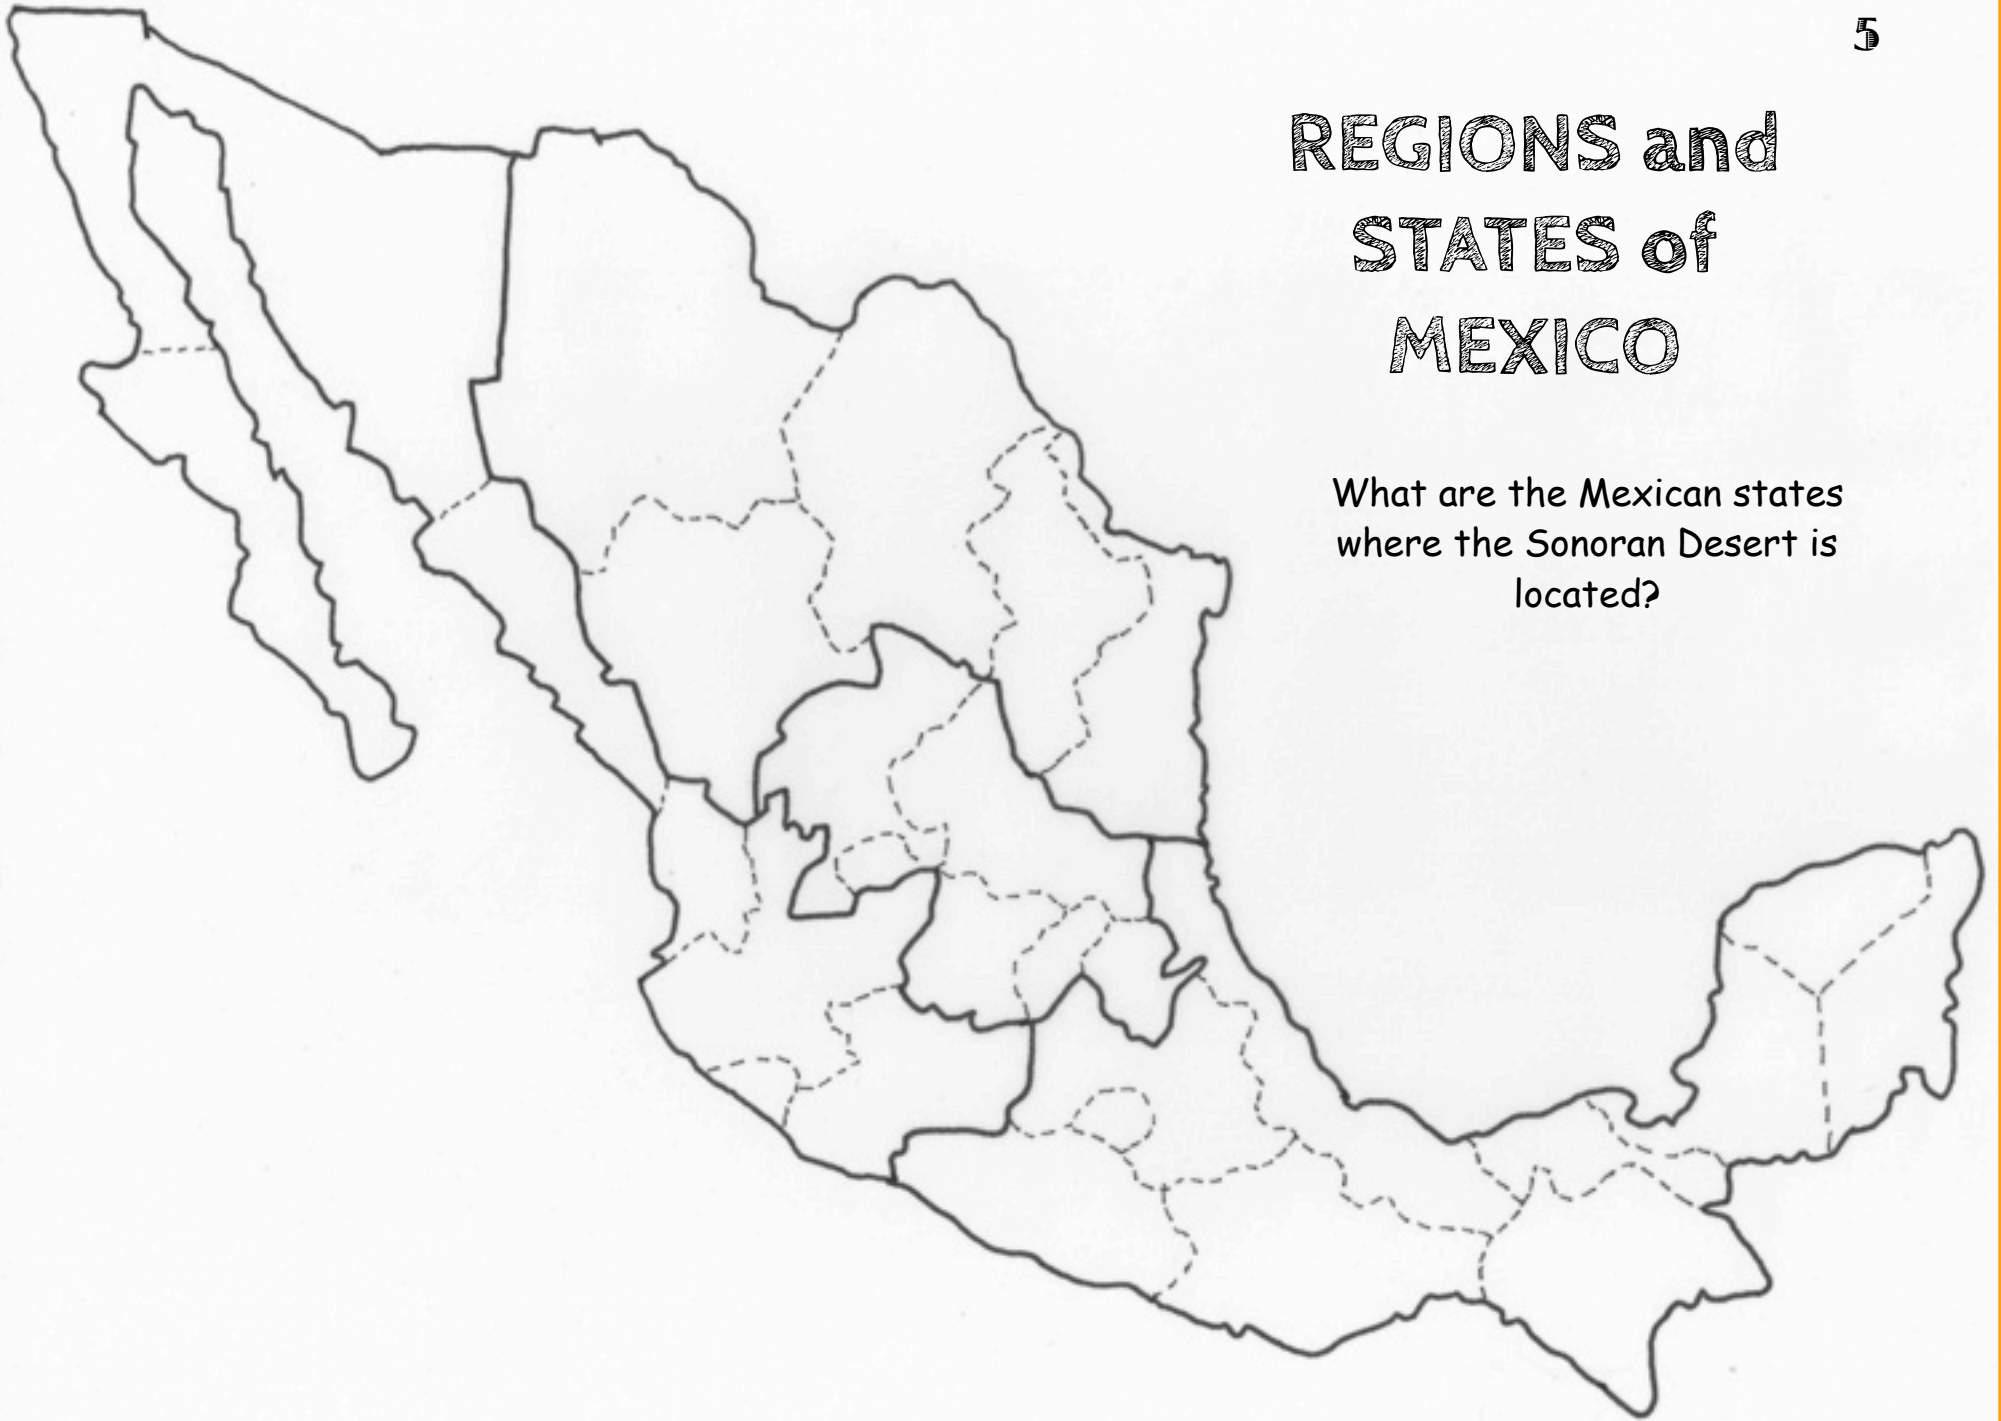 5
REGIONS and
STATES of
MEXICO
What are the Mexican states
where the Sonoran Desert is
located?